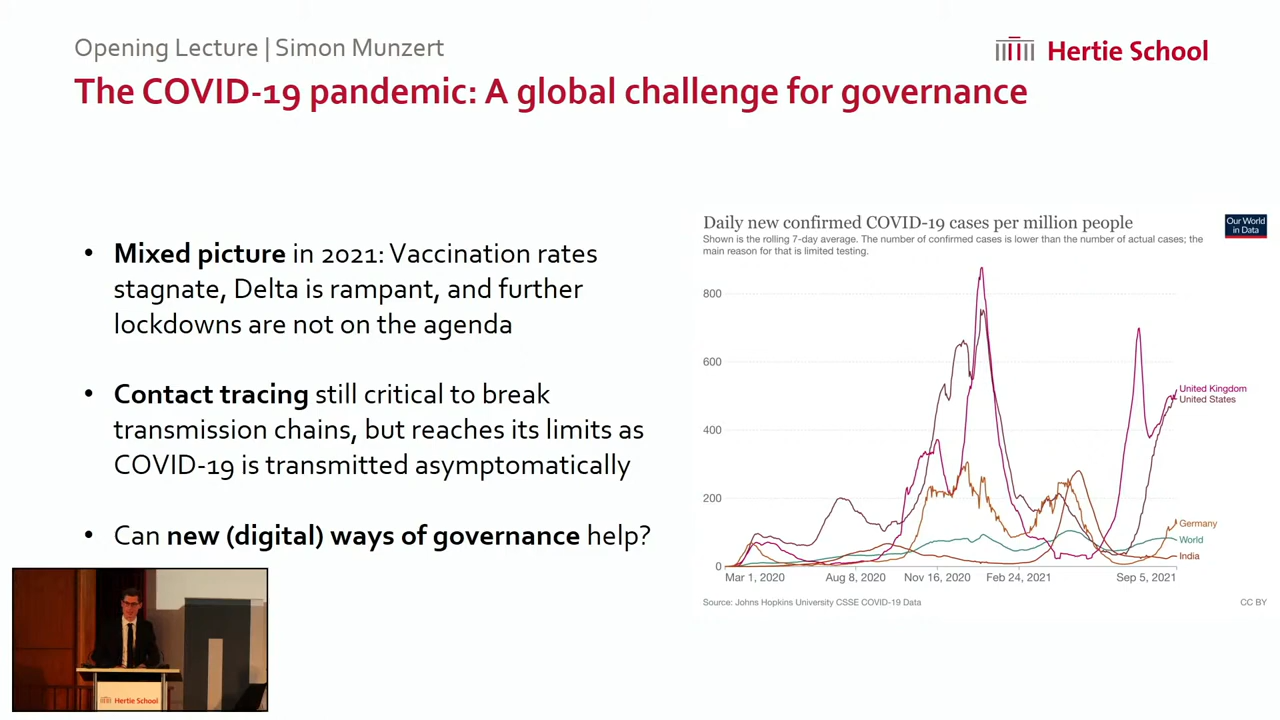 Opening Lecture | Simon Munzert
Hertie School
The COVID-19 pandemic: A global challenge for governance
• Mixed picture in 2021: Vaccination rates
stagnate, Delta is rampant, and further
lockdowns are not on the agenda
• Contact tracing still critical to break
transmission chains, but reaches its limits as
COVID-19 is transmitted asymptomatically
• Can new (digital) ways of governance help?
Daily new confirmed COVID-19 cases per million people
Our World
in Data
Shown is the rolling 7-day average. The number of confirmed cases is lower than the number of actual cases; the
main reason for that is limited testing.
800
600
400
200
0
United Kingdom
United States
Germany
World
India
Mar 1, 2020
Aug 8, 2020
Nov 16, 2020
Feb 24, 2021
Sep 5, 2021
Source: Johns Hopkins University CSSE COVID-19 Data
CC BY
Hertie School